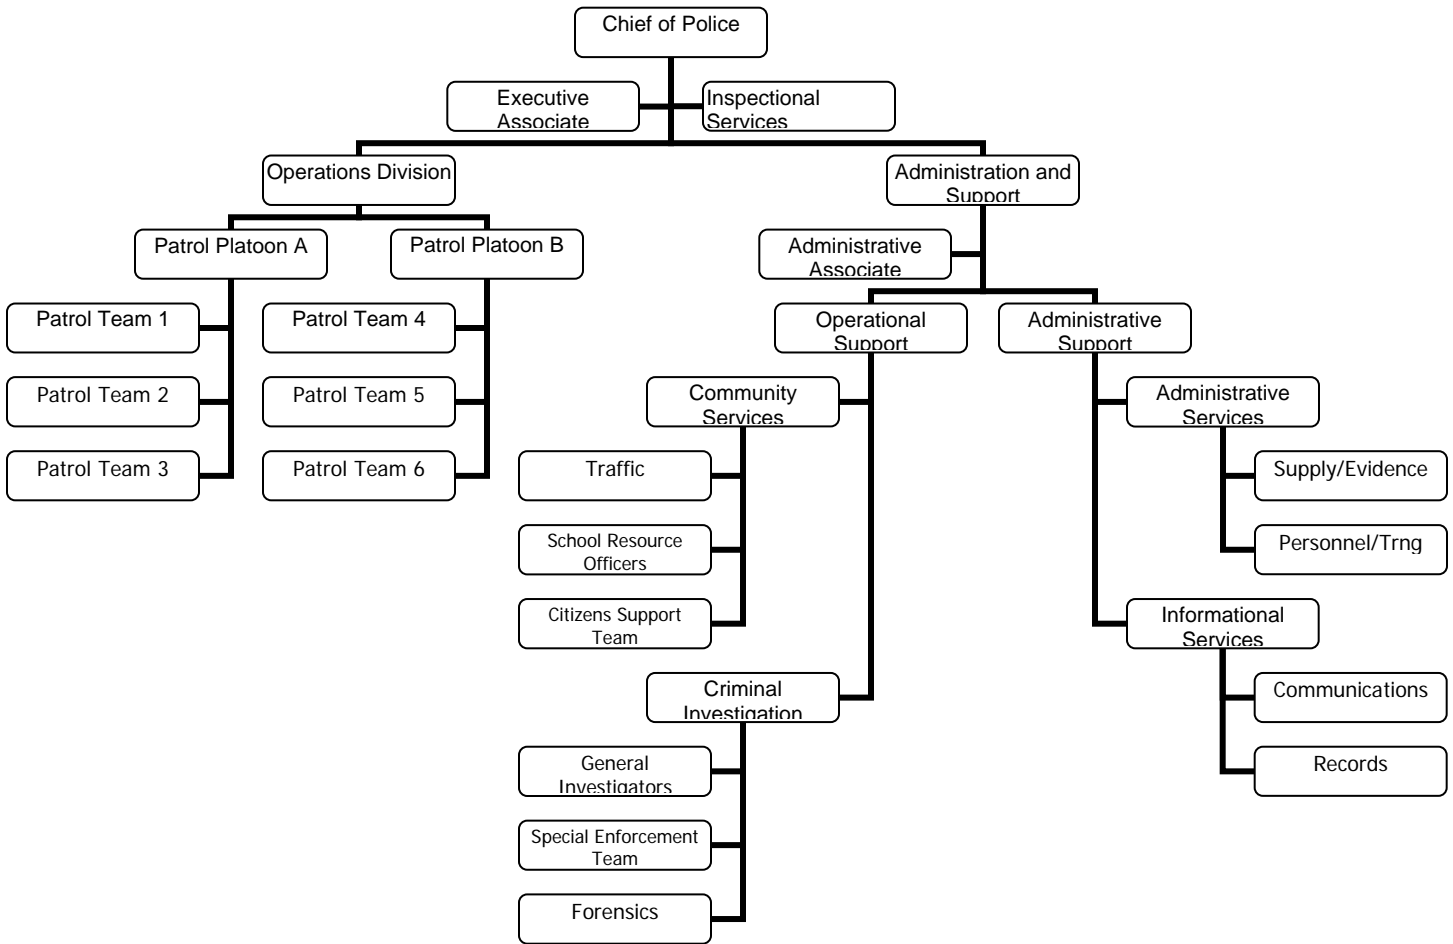 Chief of Police
Executive
Associate
Inspectional
Services
Operations Division
Administration and
Support
Patrol Platoon A
Patrol Platoon B
Administrative
Associate
Patrol Team 1
Patrol Team 4
Operational
Support
Administrative
Support
Patrol Team 2
Patrol Team 5
Community
Services
Administrative
Services
Patrol Team 3
Patrol Team 6
Traffic
Supply/Evidence
School Resource
Officers
Personnel/Trng
Citizens Support
Team
Informational
Services
Criminal
Investigation
Communications
General
Investigators
Records
Special Enforcement
Team
Forensics